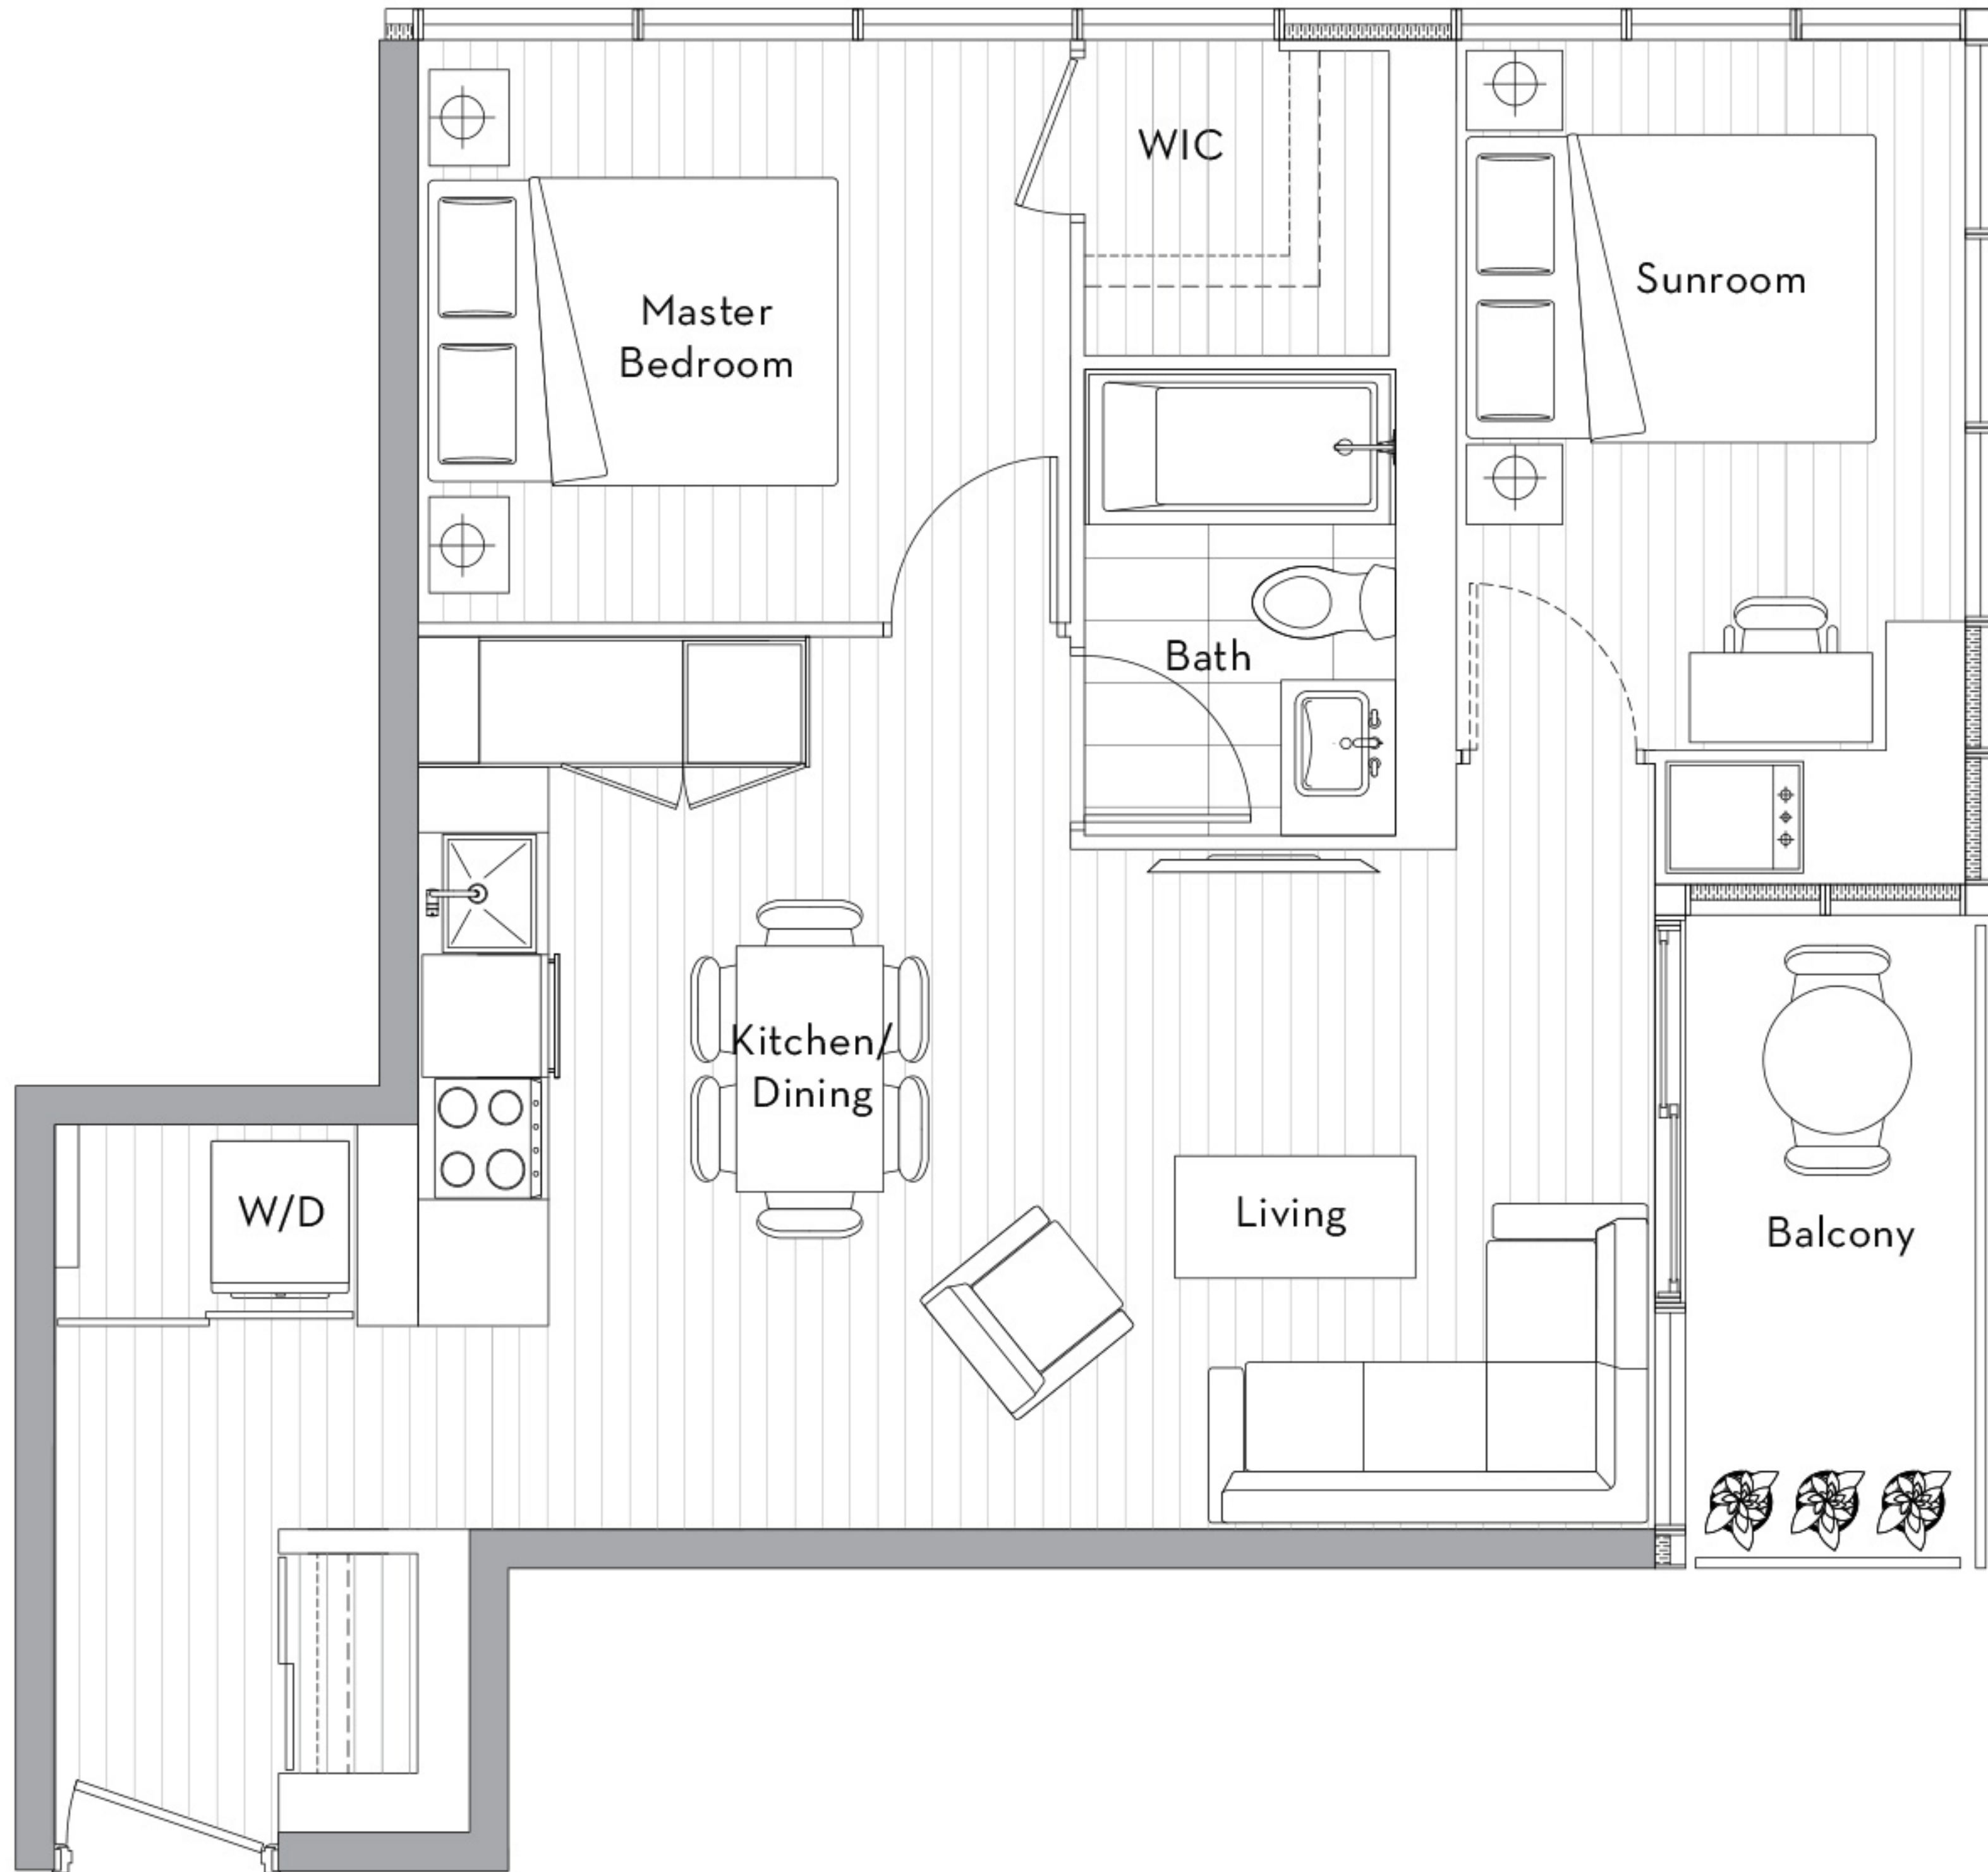 WIC
Master
Bedroom
Sunroom
Bath
Kitchen/
Dining
W/D
Living
Balcony